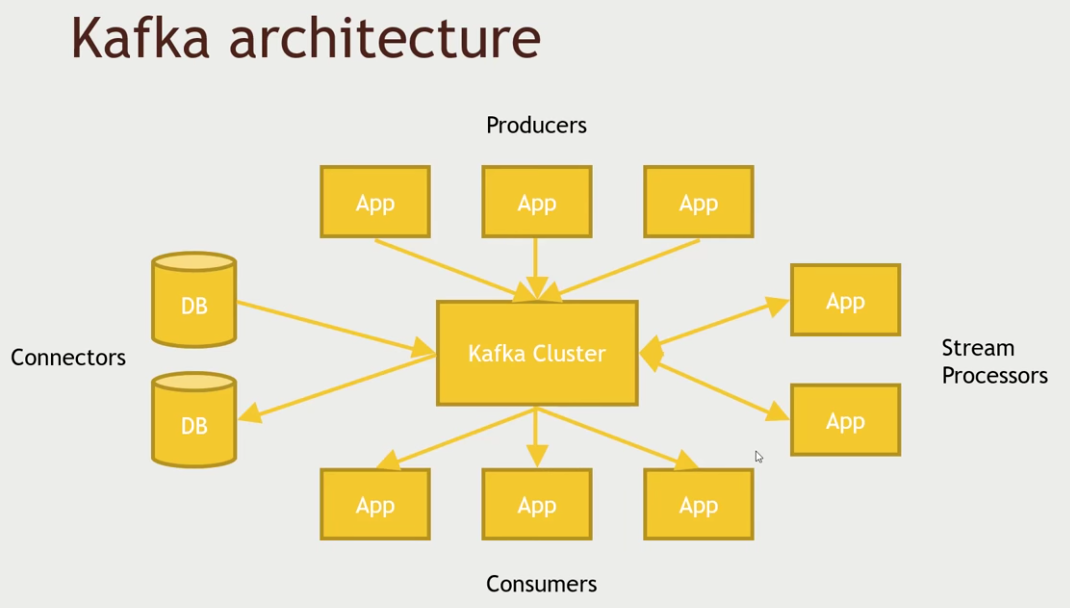 Kafka architecture
Producers
App
App
App
DB
App
Kafka Cluster
Connectors
Stream
Processors
DB
App
App
App
App
Consumers